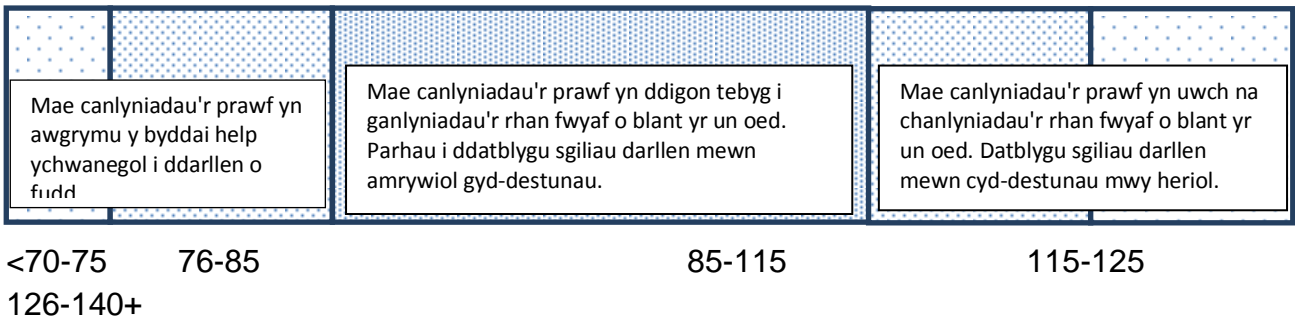 Mae canlyniadau'r prawf yn
awgrymu y byddai help
ychwanegol i ddarllen o
fudd
Mae canlyniadau'r prawf yn ddigon tebyg i
ganlyniadau'r rhan fwyaf o blant yr un oed.
Parhau i ddatblygu sgiliau darllen mewn
amrywiol gyd-destunau.
Mae canlyniadau'r prawf yn uwch na
chanlyniadau'r rhan fwyaf o blant yr
un oed. Datblygu sgiliau darllen
mewn cyd-destunau mwy heriol.
<70-75 76-85 85-115 115-125
126-140+